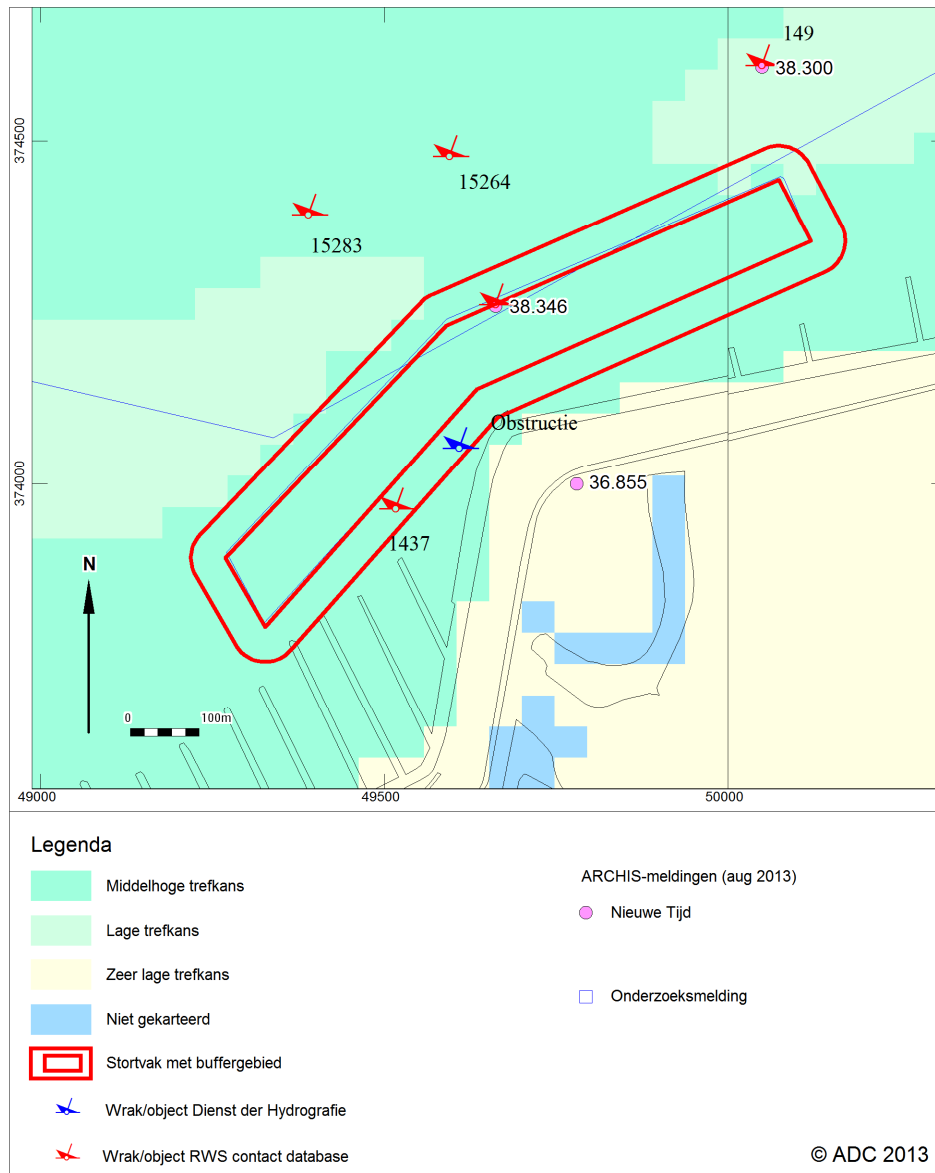 149
38.300
374500
15264
15283
38.346
Obstructie
374000
36.855
1437
N
0 100m
49000 49500 50000
Legenda
Middelhoge trefkans
Lage trefkans
Zeer lage trefkans
Niet gekarteerd
Stortvak met buffergebied
Wrak/object Dienst der Hydrografie
Wrak/object RWS contact database
ARCHIS-meldingen (aug 2013)
Nieuwe Tijd
Onderzoeksmelding
© ADC 2013